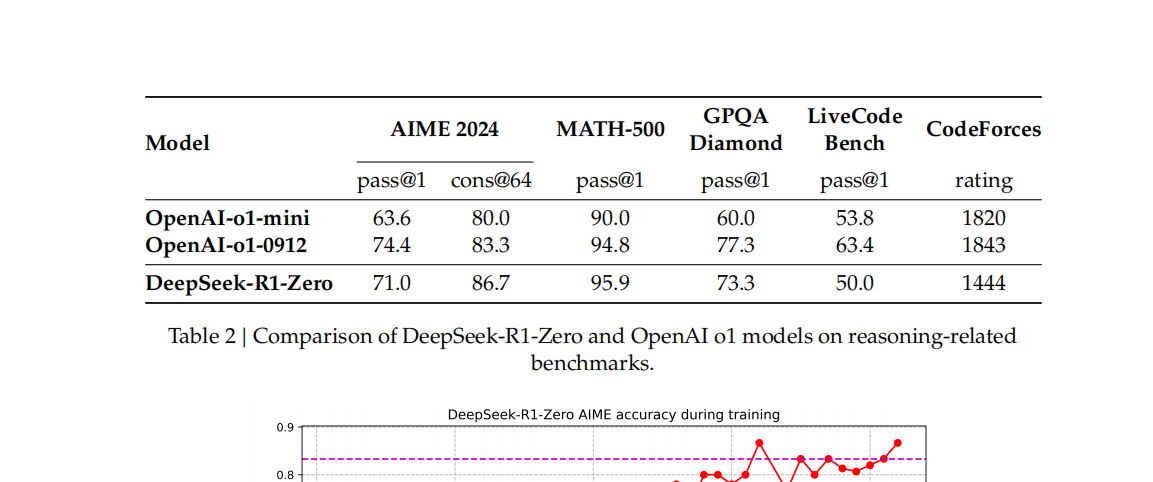 Model AIME 2024 MATH-500 GPQA Diamond LiveCode Bench CodeForces
pass@1 cons@64 pass@1 pass@1 pass@1 rating
OpenAI-o1-mini 63.6 80.0 90.0 60.0 53.8 1820
OpenAI-o1-0912 74.4 83.3 94.8 77.3 63.4 1843
DeepSeek-R1-Zero 71.0 86.7 95.9 73.3 50.0 1444
Table 2 | Comparison of DeepSeek-R1-Zero and OpenAI o1 models on reasoning-related
benchmarks.
DeepSeek-R1-Zero AIME accuracy during training
0.9
0.8